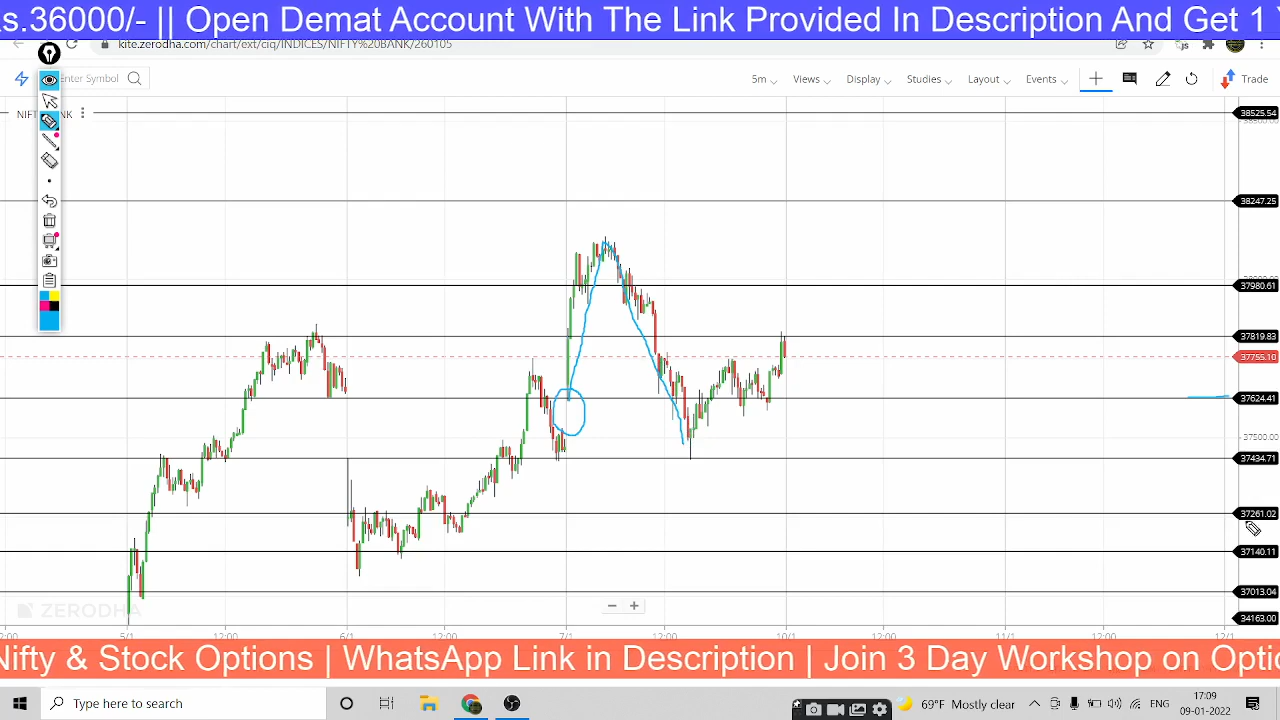 s.36000/- || Open Demat Account With The Link Provided In Description And Get 1
kite.zerodha.com/chart/ext/ciq/INDICES/NIFTY%20BANK/260105
Enter Symbol 5m Views Display Studies Layout Events Trade
38525.54
38247.25
37980.61
37819.83
37755.10
37624.41
37500.00
37434.71
37261.02
37140.11
37013.04
ZERODHA
34163.00
5/1 12:00 6/1 12:00 7/1 12:00 10/1 12:00 11/1 12:00 12/1
Nifty & Stock Options | WhatsApp Link in Description | Join 3 Day Workshop on Optio
Type here to search 69°F Mostly clear ENG 17:09
09-01-2022